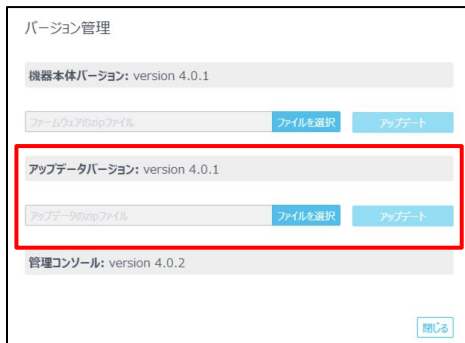 バージョン管理
機器本体バージョン: version 4.0.1
ファームウェアのzipファイル ファイルを選択 アップデート
アップデータバージョン: version 4.0.1
アップデータのzipファイル ファイルを選択 アップデート
管理コンソール: version 4.0.2
閉じる